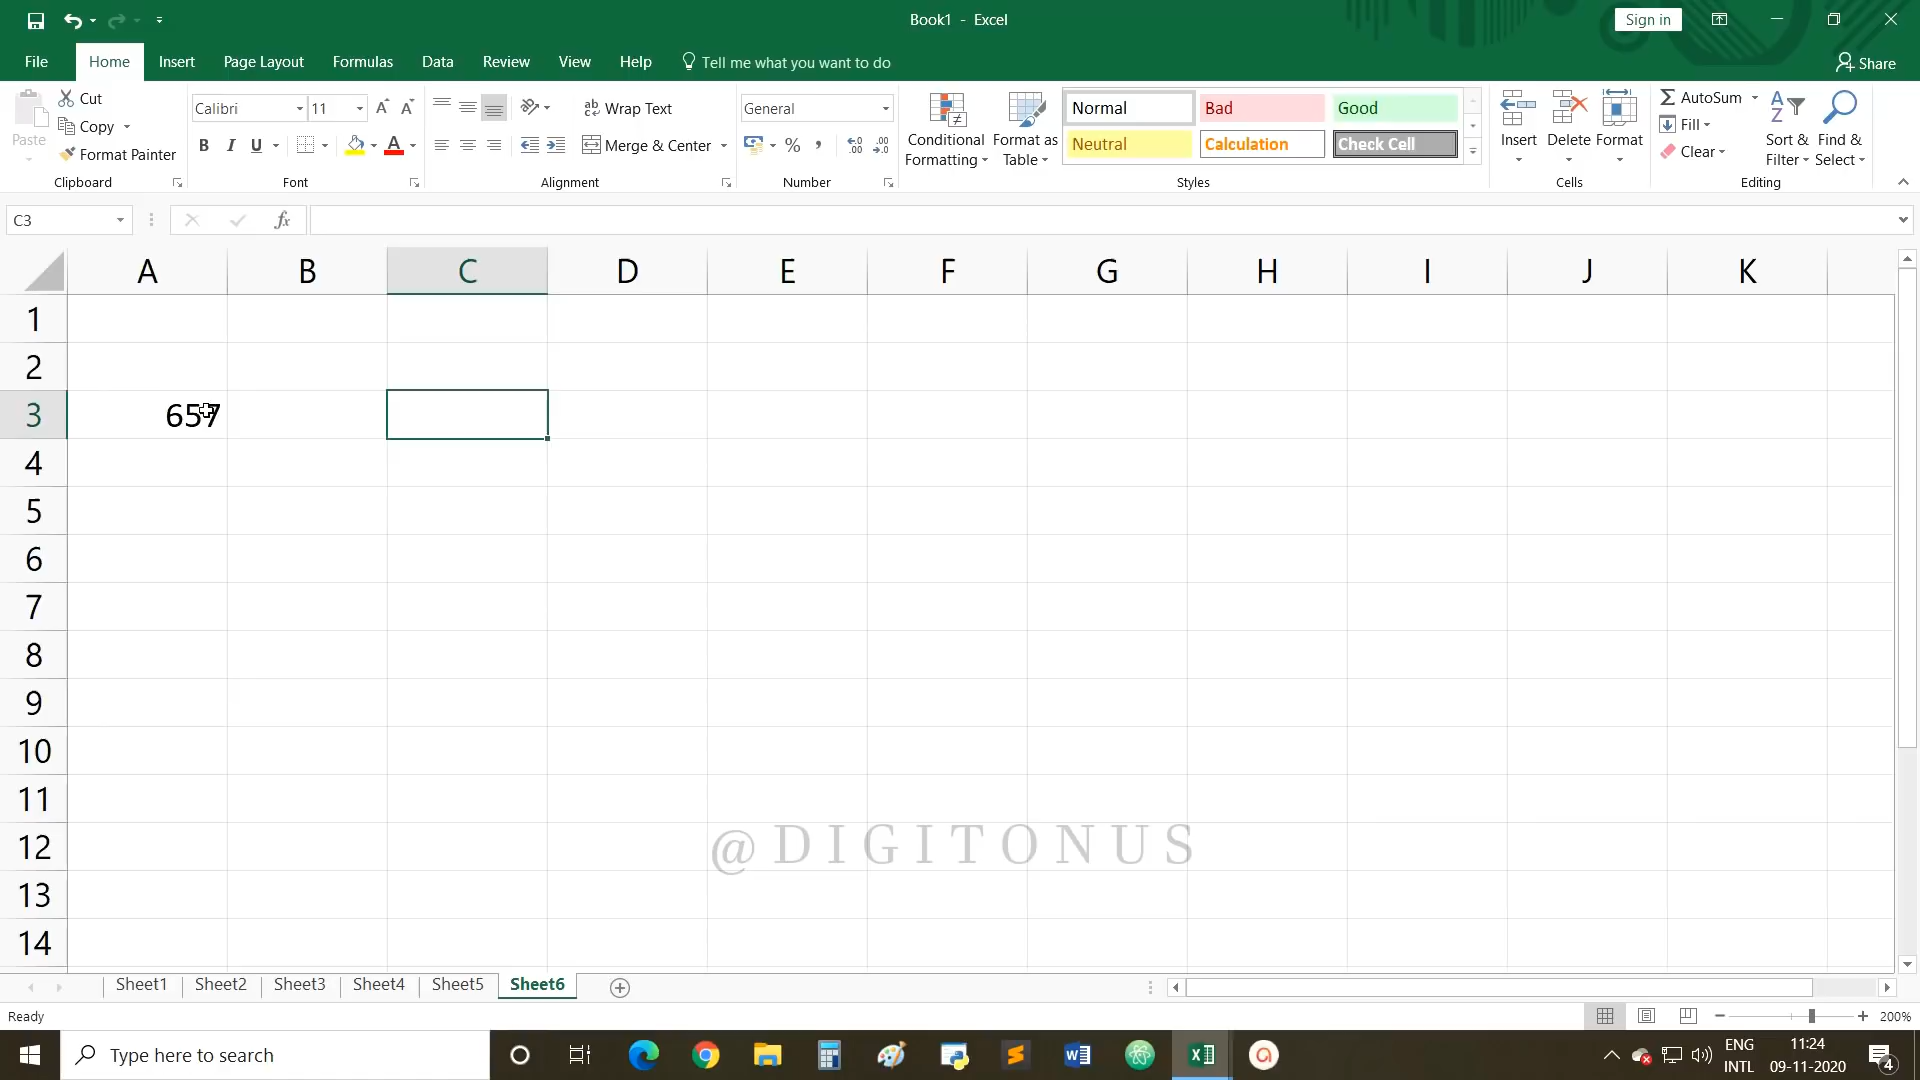 Book1 - Excel
Sign in
File
Home
Insert
Page Layout
Formulas
Data
Review
View
Help
Tell me what you want to do
Share
Paste
Cut
Copy
Format Painter
Clipboard
Calibri
11
B I U
Font
Wrap Text
Merge & Center
Alignment
General
Number
Conditional Formatting
Format as Table
Normal
Bad
Good
Neutral
Calculation
Check Cell
Styles
Insert
Delete
Format
Cells
AutoSum
Fill
Clear
Sort & Filter
Find & Select
Editing
C3
fx
A B C D E F G H I J K
1
2
3 657
4
5
6
7
8
9
10
11
12
@DIGITONUS
13
14
Sheet1
Sheet2
Sheet3
Sheet4
Sheet5
Sheet6
Ready
200%
Type here to search
ENG
INTL
11:24
09-11-2020
4